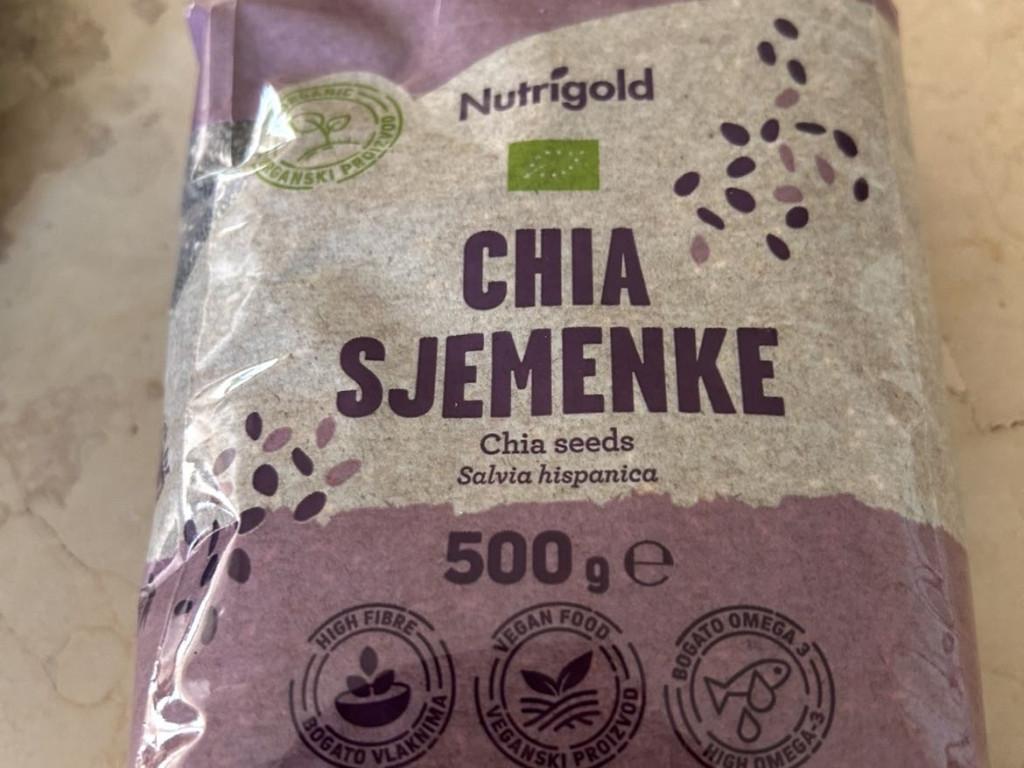 Nutrigold
ORGANIC
ORGANSKI PROIZVOD
CHIA
SJEMENKE
Chia seeds
Salvia hispanica
500 g e
HIGH FIBRE
BOGATO VLAKNIMA
VEGAN FOOD
VEGANSKI PROIZVOD
BOGATO OMEGA 3
HIGH OMEGA-3